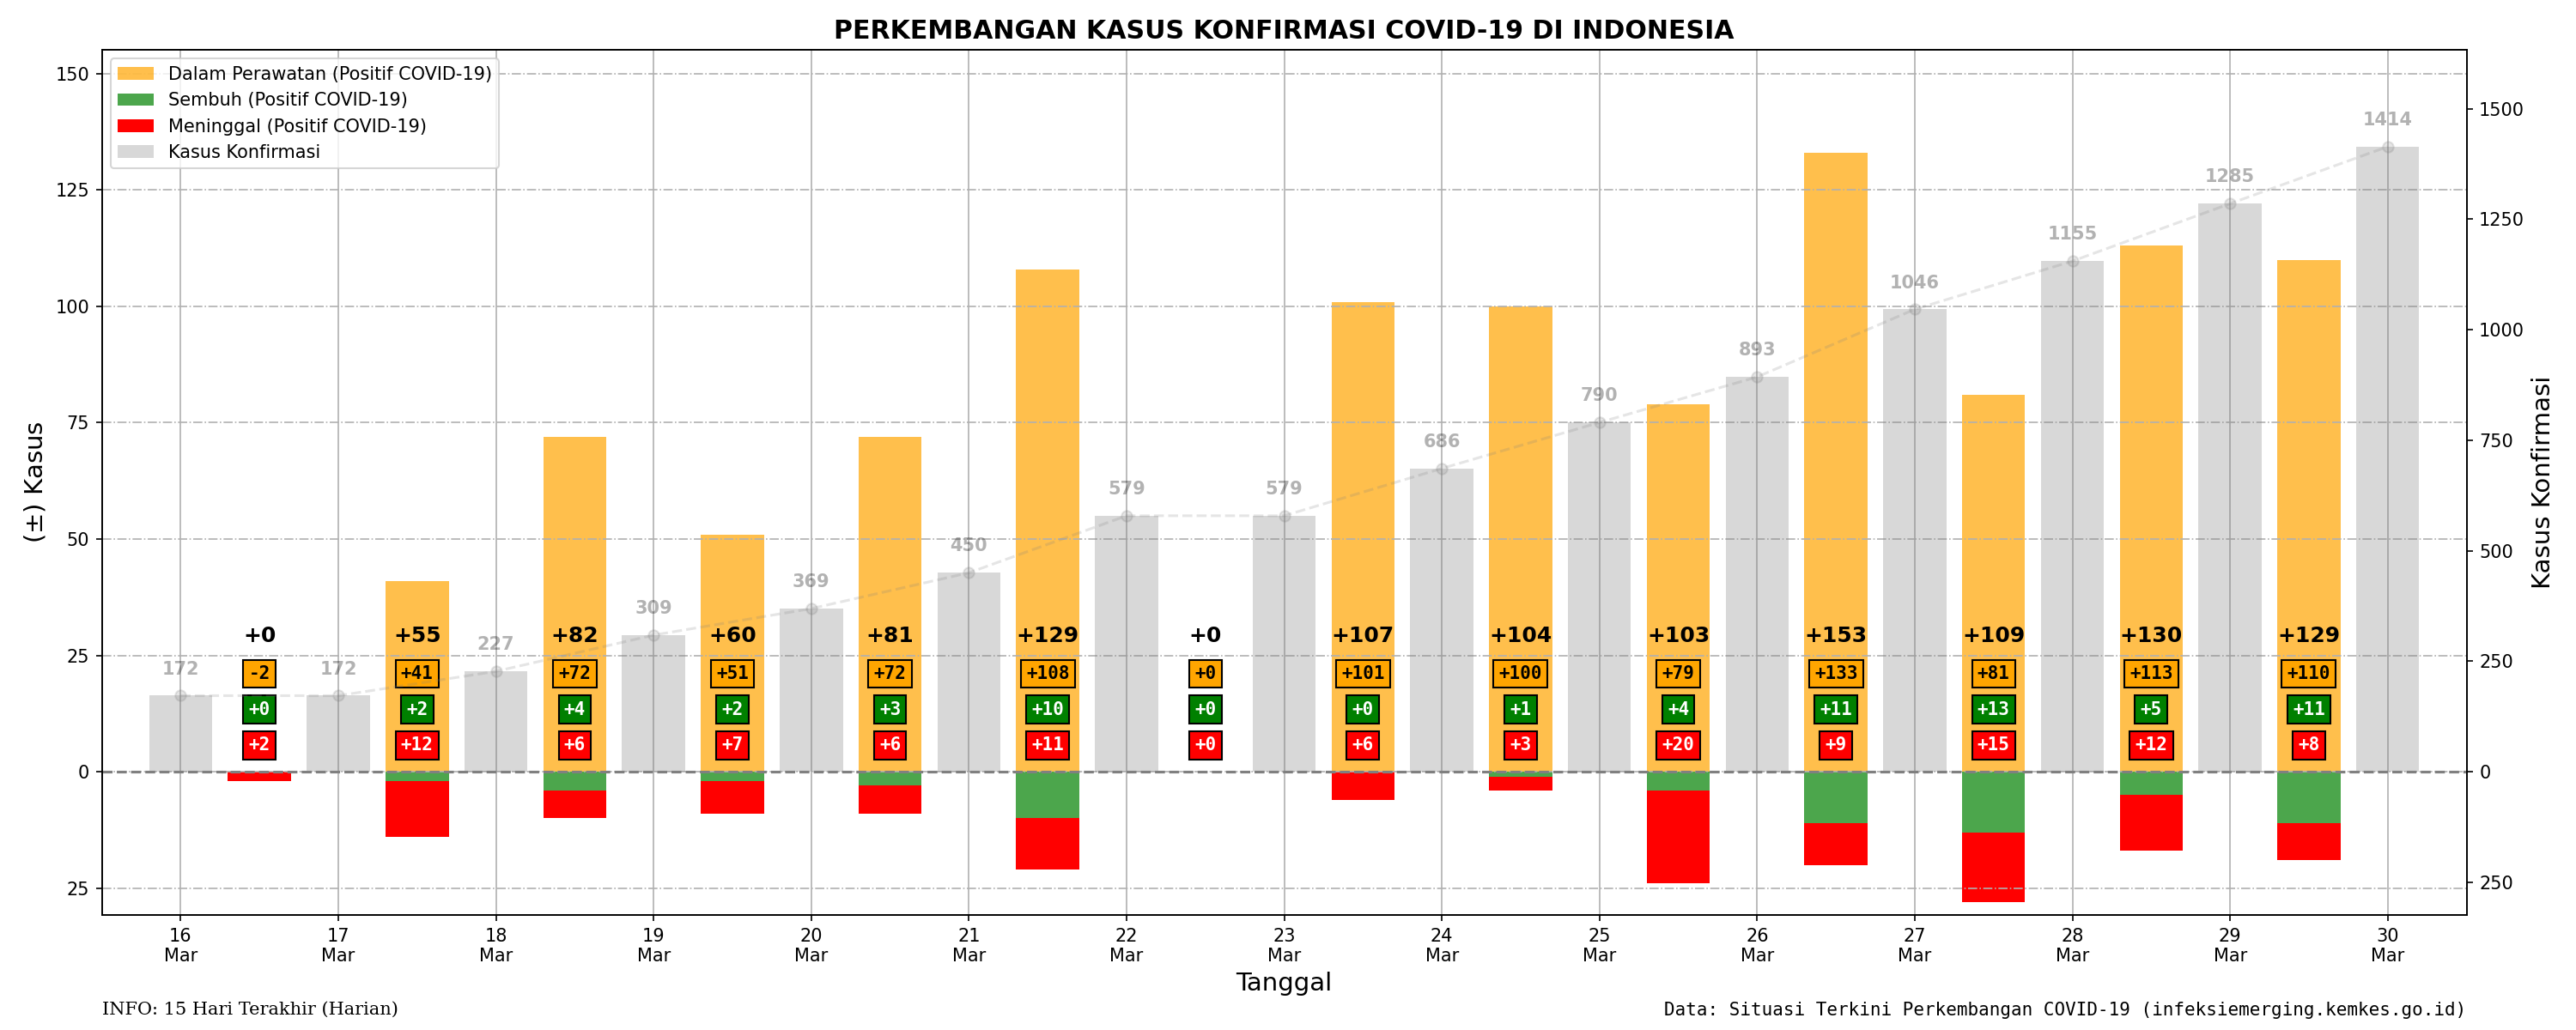 PERKEMBANGAN KASUS KONFIRMASI COVID-19 DI INDONESIA
Dalam Perawatan (Positif COVID-19)
Sembuh (Positif COVID-19)
Meninggal (Positif COVID-19)
Kasus Konfirmasi
(±) Kasus
150
125
100
75
50
25
0
25
172
172
227
309
369
450
579
579
686
790
893
1046
1155
1285
1414
+0 +55 +82 +60 +81 +129 +0 +107 +104 +103 +153 +109 +130 +129
-2 +41 +72 +51 +72 +108 +0 +101 +100 +79 +133 +81 +113 +110
+0 +2 +4 +2 +3 +10 +0 +0 +1 +4 +11 +13 +5 +11
+2 +12 +6 +7 +6 +11 +0 +6 +3 +20 +9 +15 +12 +8
1500
1250
1000
750
500
250
0
250
Kasus Konfirmasi
16 17 18 19 20 21 22 23 24 25 26 27 28 29 30
Mar Mar Mar Mar Mar Mar Mar Mar Mar Mar Mar Mar Mar Mar Mar
Tanggal
INFO: 15 Hari Terakhir (Harian)
Data: Situasi Terkini Perkembangan COVID-19 (infeksiemerging.kemkes.go.id)